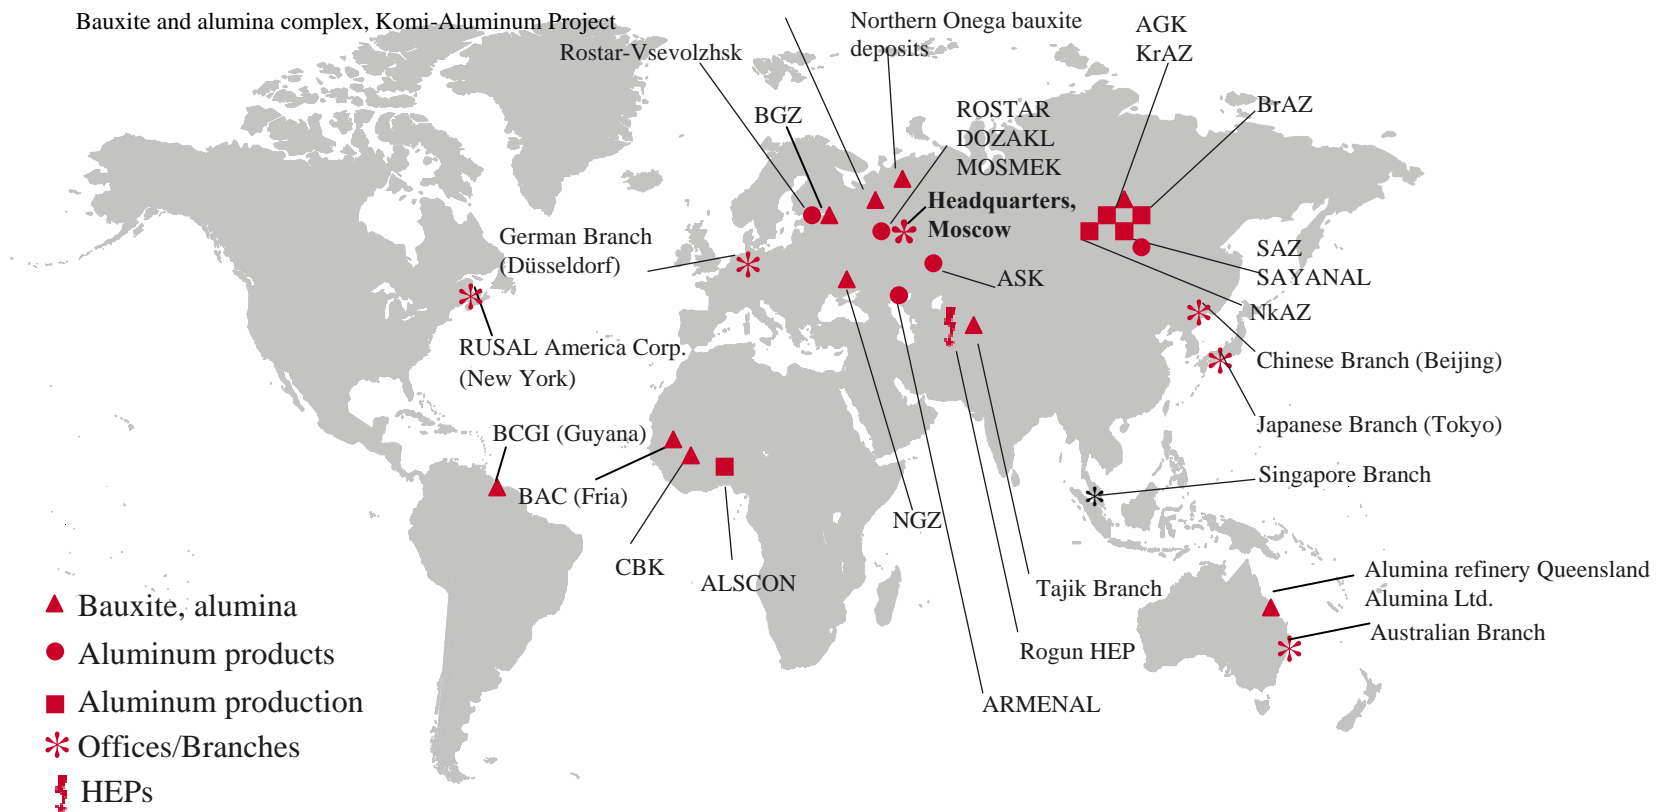 Bauxite and alumina complex, Komi-Aluminum Project
Northern Onega bauxite
deposits
AGK
KrAZ
Rostar-Vsevolzhsk
BGZ
ROSTAR
DOZAKL
MOSMEK
BrAZ
Headquarters,
Moscow
German Branch
(Düsseldorf)
ASK
SAZ
SAYANAL
NkAZ
RUSAL America Corp.
(New York)
Chinese Branch (Beijing)
Japanese Branch (Tokyo)
BCGI (Guyana)
BAC (Fria)
Singapore Branch
NGZ
CBK
ALSCON
Tajik Branch
Alumina refinery Queensland
Alumina Ltd.
Australian Branch
Rogun HEP
ARMENAL
Bauxite, alumina
Aluminum products
Aluminum production
Offices/Branches
HEPs